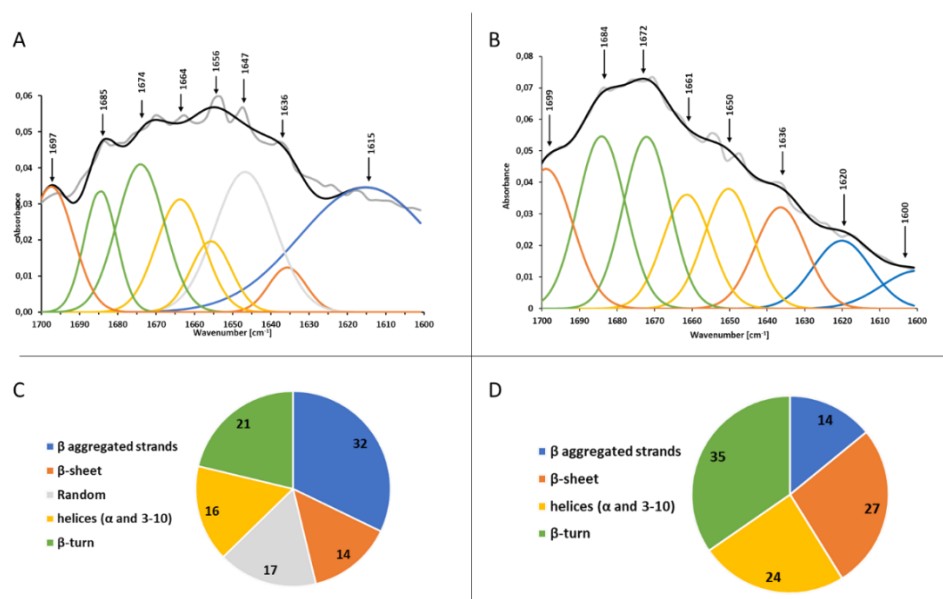 A
1697
1685
1674
1664
1656
1647
1636
1615
0,06
0,05
0,04
0,03
0,02
0,01
0,00
Absorbance
1700 1690 1680 1670 1660 1650 1640 1630 1620 1610 1600
Wavenumber [cm⁻¹]
B
1699
1684
1672
1661
1650
1636
1620
1600
0,08
0,07
0,06
0,05
0,04
0,03
0,02
0,01
0
Absorbance
1700 1690 1680 1670 1660 1650 1640 1630 1620 1610 1600
Wavenumber [cm⁻¹]
C
β aggregated strands
β-sheet
Random
helices (α and 3-10)
β-turn
32
14
17
16
21
D
β aggregated strands
β-sheet
helices (α and 3-10)
β-turn
14
27
24
35